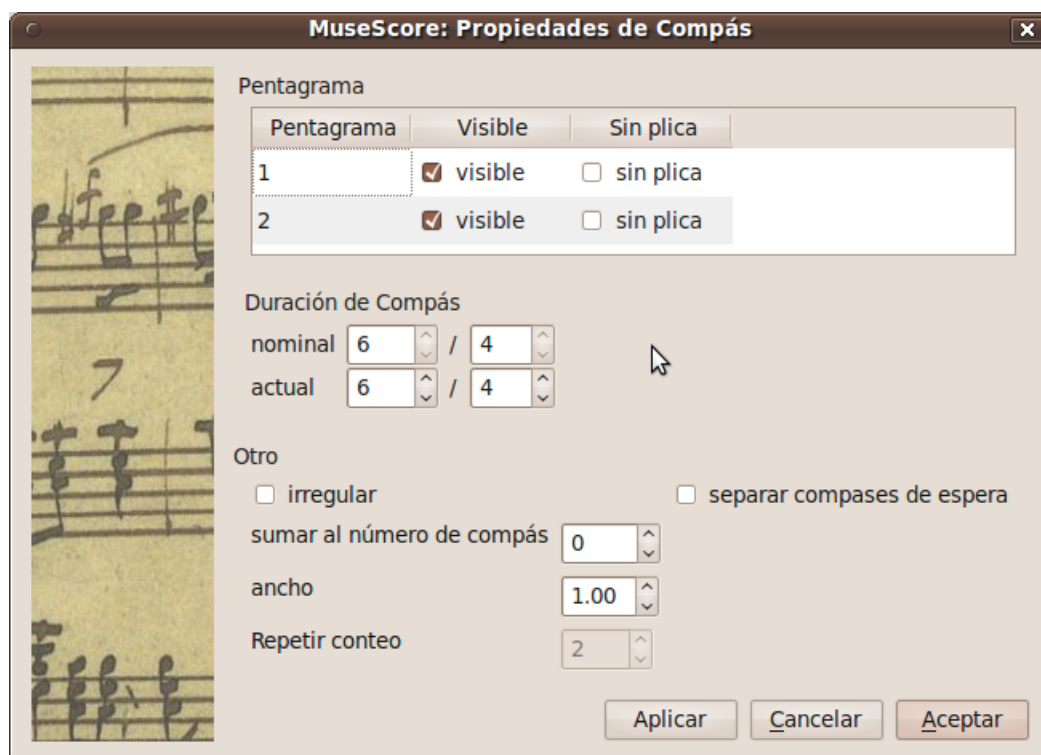 MuseScore: Propiedades de Compás
Pentagrama
Pentagrama Visible Sin plica
1 visible sin plica
2 visible sin plica
Duración de Compás
nominal 6 / 4
actual 6 / 4
Otro
irregular separar compases de espera
sumar al número de compás 0
ancho 1.00
Repetir conteo 2
Aplicar Cancelar Aceptar